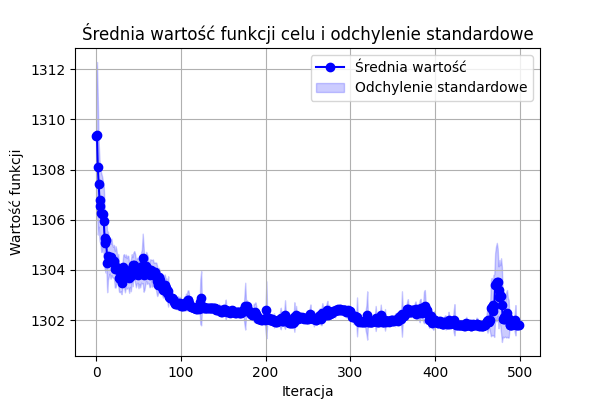 Średnia wartość funkcji celu i odchylenie standardowe
Średnia wartość
Odchylenie standardowe
Wartość funkcji
1312
1310
1308
1306
1304
1302
0 100 200 300 400 500
Iteracja